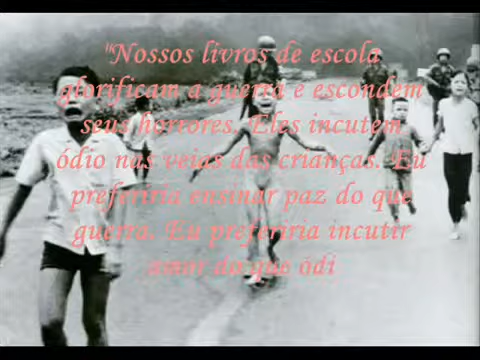 "Nossos livros de escola
glorificam a guerra e escondem
seus horrores. Eles incutem
ódio nas veias das crianças. Eu
preferiria ensinar paz do que
guerra. Eu preferiria incutir
amor do que ódi